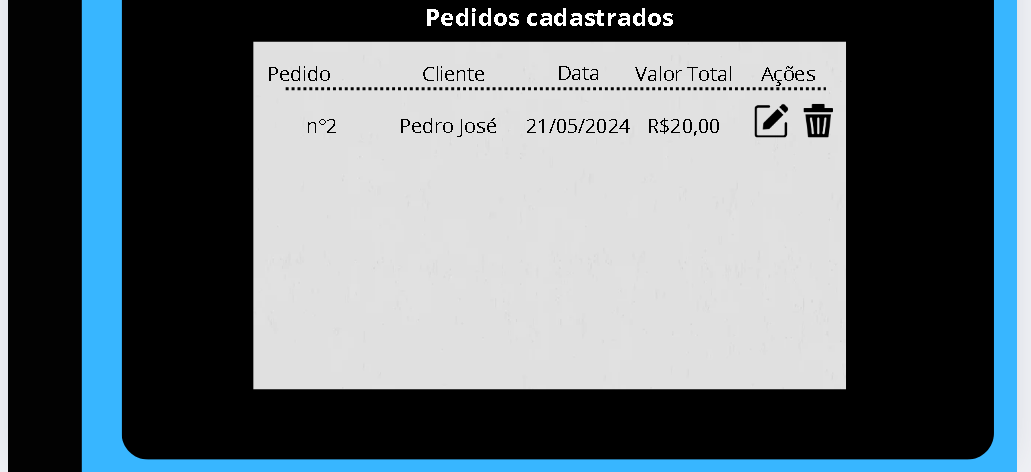 Pedidos cadastrados
Pedido Cliente Data Valor Total Ações
n°2 Pedro José 21/05/2024 R$20,00